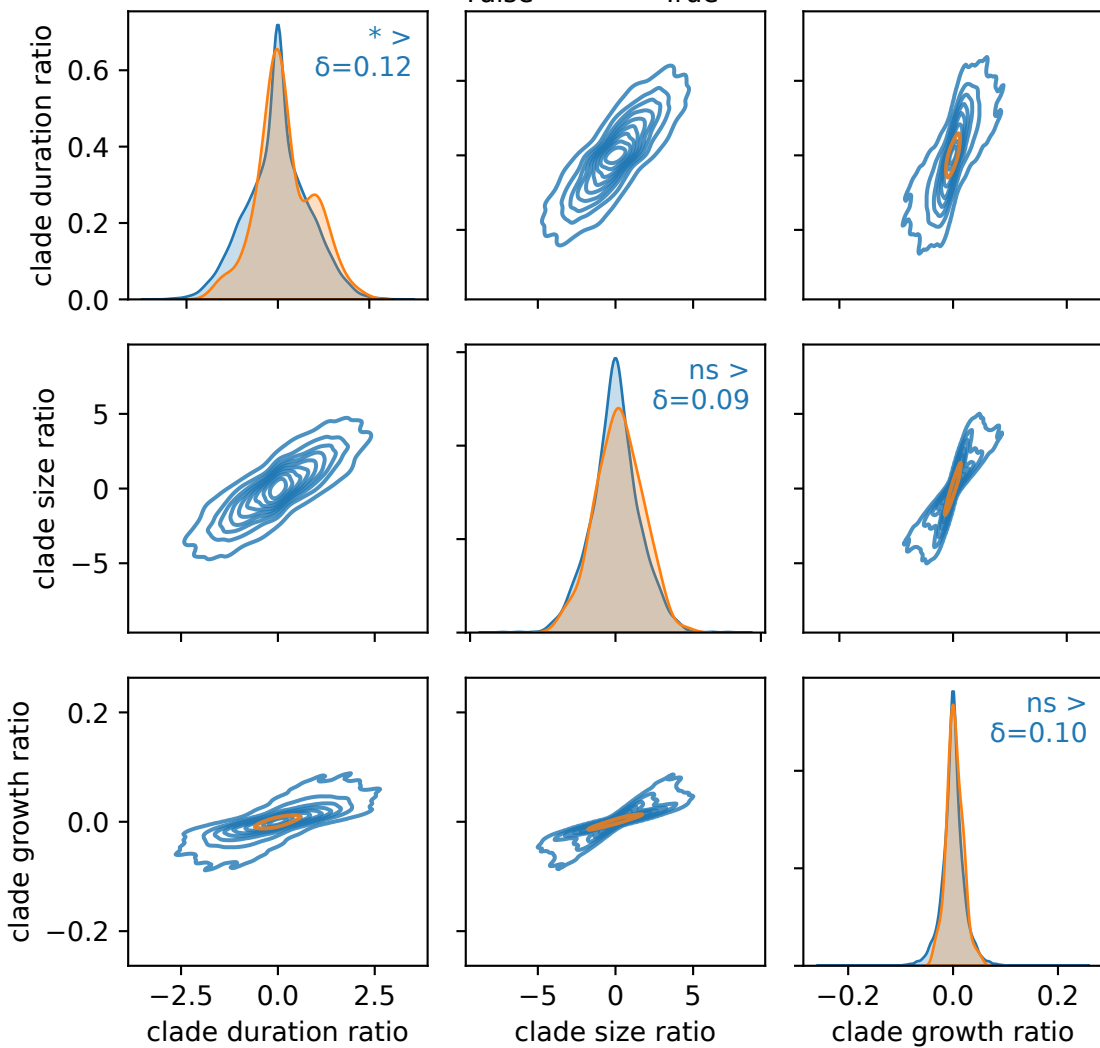 clade duration ratio
0.6
0.4
0.2
0.0
* >
δ=0.12
clade size ratio
5
0
−5
ns >
δ=0.09
clade growth ratio
0.2
0.0
−0.2
ns >
δ=0.10
−2.5 0.0 2.5
−5 0 5
−0.2 0.0 0.2
clade duration ratio
clade size ratio
clade growth ratio